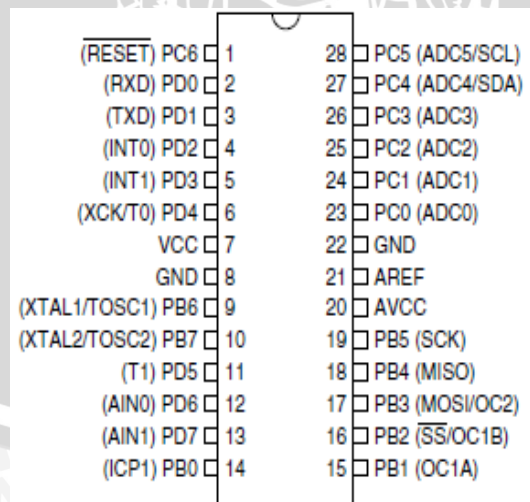 (RESET) PC6 1 28 PC5 (ADC5/SCL)
(RXD) PD0 2 27 PC4 (ADC4/SDA)
(TXD) PD1 3 26 PC3 (ADC3)
(INT0) PD2 4 25 PC2 (ADC2)
(INT1) PD3 5 24 PC1 (ADC1)
(XCK/T0) PD4 6 23 PC0 (ADC0)
VCC 7 22 GND
GND 8 21 AREF
(XTAL1/TOSC1) PB6 9 20 AVCC
(XTAL2/TOSC2) PB7 10 19 PB5 (SCK)
(T1) PD5 11 18 PB4 (MISO)
(AIN0) PD6 12 17 PB3 (MOSI/OC2)
(AIN1) PD7 13 16 PB2 (SS/OC1B)
(ICP1) PB0 14 15 PB1 (OC1A)